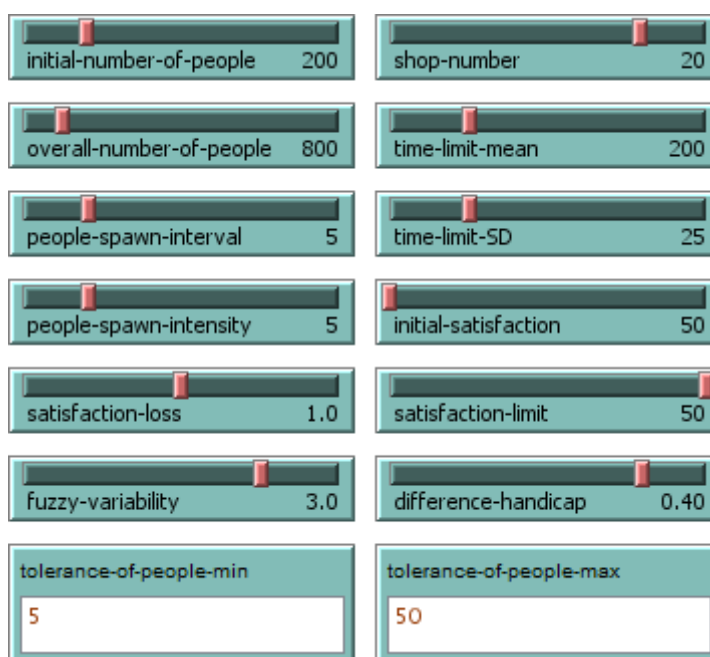 initial-number-of-people 200
shop-number 20
overall-number-of-people 800
time-limit-mean 200
people-spawn-interval 5
time-limit-SD 25
people-spawn-intensity 5
initial-satisfaction 50
satisfaction-loss 1.0
satisfaction-limit 50
fuzzy-variability 3.0
difference-handicap 0.40
tolerance-of-people-min
5
tolerance-of-people-max
50